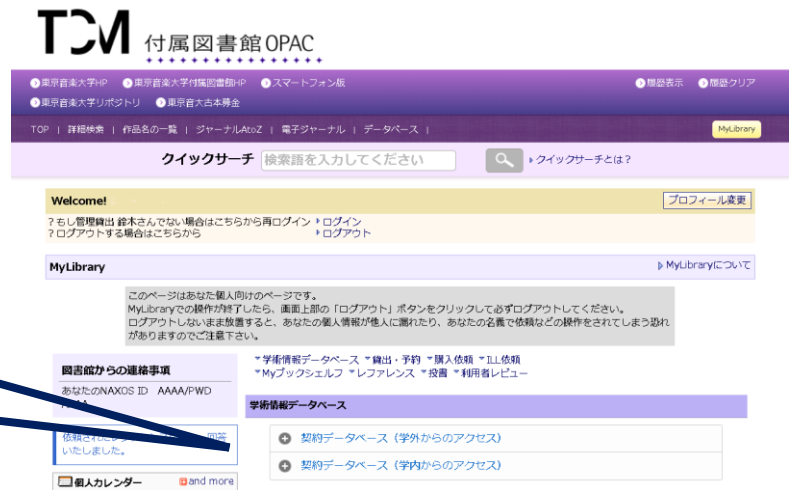 TCM 付属図書館OPAC
東京音楽大学HP 東京音楽大学付属図書館HP スマートフォン版 履歴表示 履歴クリア
東京音楽大学リポジトリ 東京音大古本募金
TOP | 詳細検索 | 作品名の一覧 | ジャーナルAtoZ | 電子ジャーナル | データベース | MyLibrary
クイックサーチ 検索語を入力してください クイックサーチとは?
Welcome! プロフィール変更
?もし管理貸出 鈴木さんでない場合はこちらから再ログイン ログイン
?ログアウトする場合はこちらから ログアウト
MyLibrary MyLibraryについて
このページはあなた個人向けのページです。
MyLibraryでの操作が終了したら、画面上部の「ログアウト」ボタンをクリックして必ずログアウトしてください。
ログアウトしないまま放置すると、あなたの個人情報が他人に漏れたり、あなたの名義で依頼などの操作をされてしまう恐れ
がありますのでご注意下さい。
図書館からの連絡事項
あなたのNAXOS ID AAAA/PWD
依頼された 回答
いたしました。
個人カレンダー and more
学術情報データベース 貸出・予約 購入依頼 ILL依頼
Myブックシェルフ レファレンス 投書 利用者レビュー
学術情報データベース
契約データベース(学外からのアクセス)
契約データベース(学内からのアクセス)